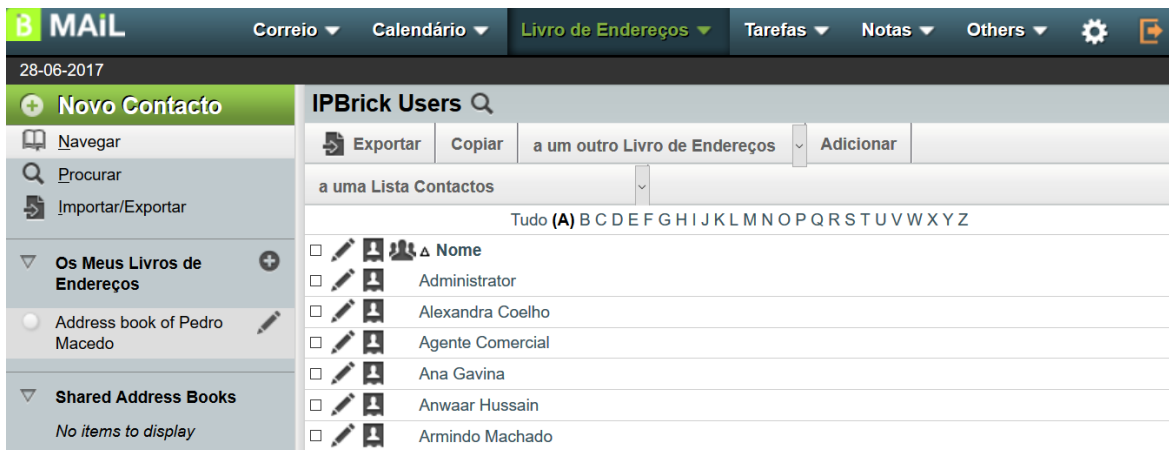 B MAiL
Correio Calendário Livro de Endereços Tarefas Notas Others
28-06-2017
Novo Contacto
Navegar
Procurar
Importar/Exportar
Os Meus Livros de
Endereços
Address book of Pedro
Macedo
Shared Address Books
No items to display
IPBrick Users
Exportar Copiar a um outro Livro de Endereços Adicionar
a uma Lista Contactos
Tudo (A) B C D E F G H I J K L M N O P Q R S T U V W X Y Z
Nome
Administrator
Alexandra Coelho
Agente Comercial
Ana Gavina
Anwaar Hussain
Armindo Machado